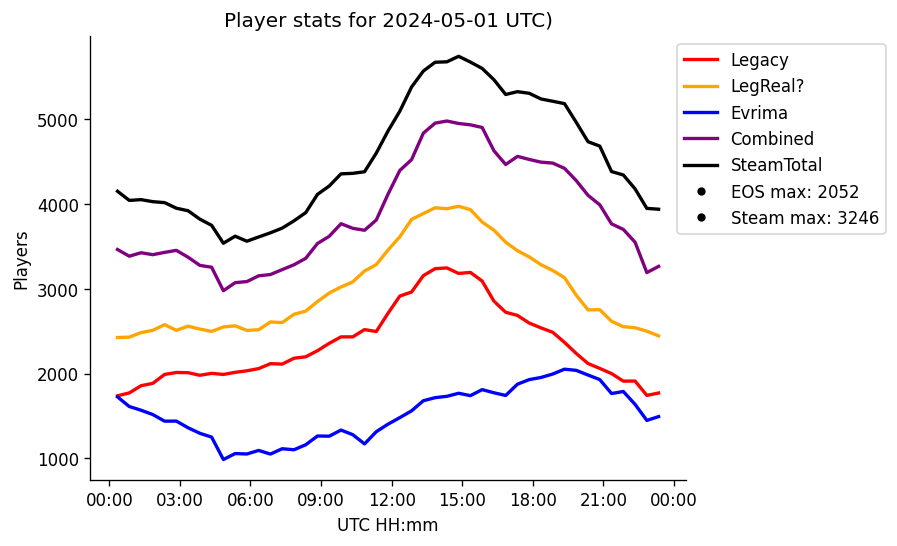 Player stats for 2024-05-01 UTC)
Legacy
LegReal?
Evrima
Combined
SteamTotal
EOS max: 2052
Steam max: 3246
Players
5000
4000
3000
2000
1000
00:00 03:00 06:00 09:00 12:00 15:00 18:00 21:00 00:00
UTC HH:mm